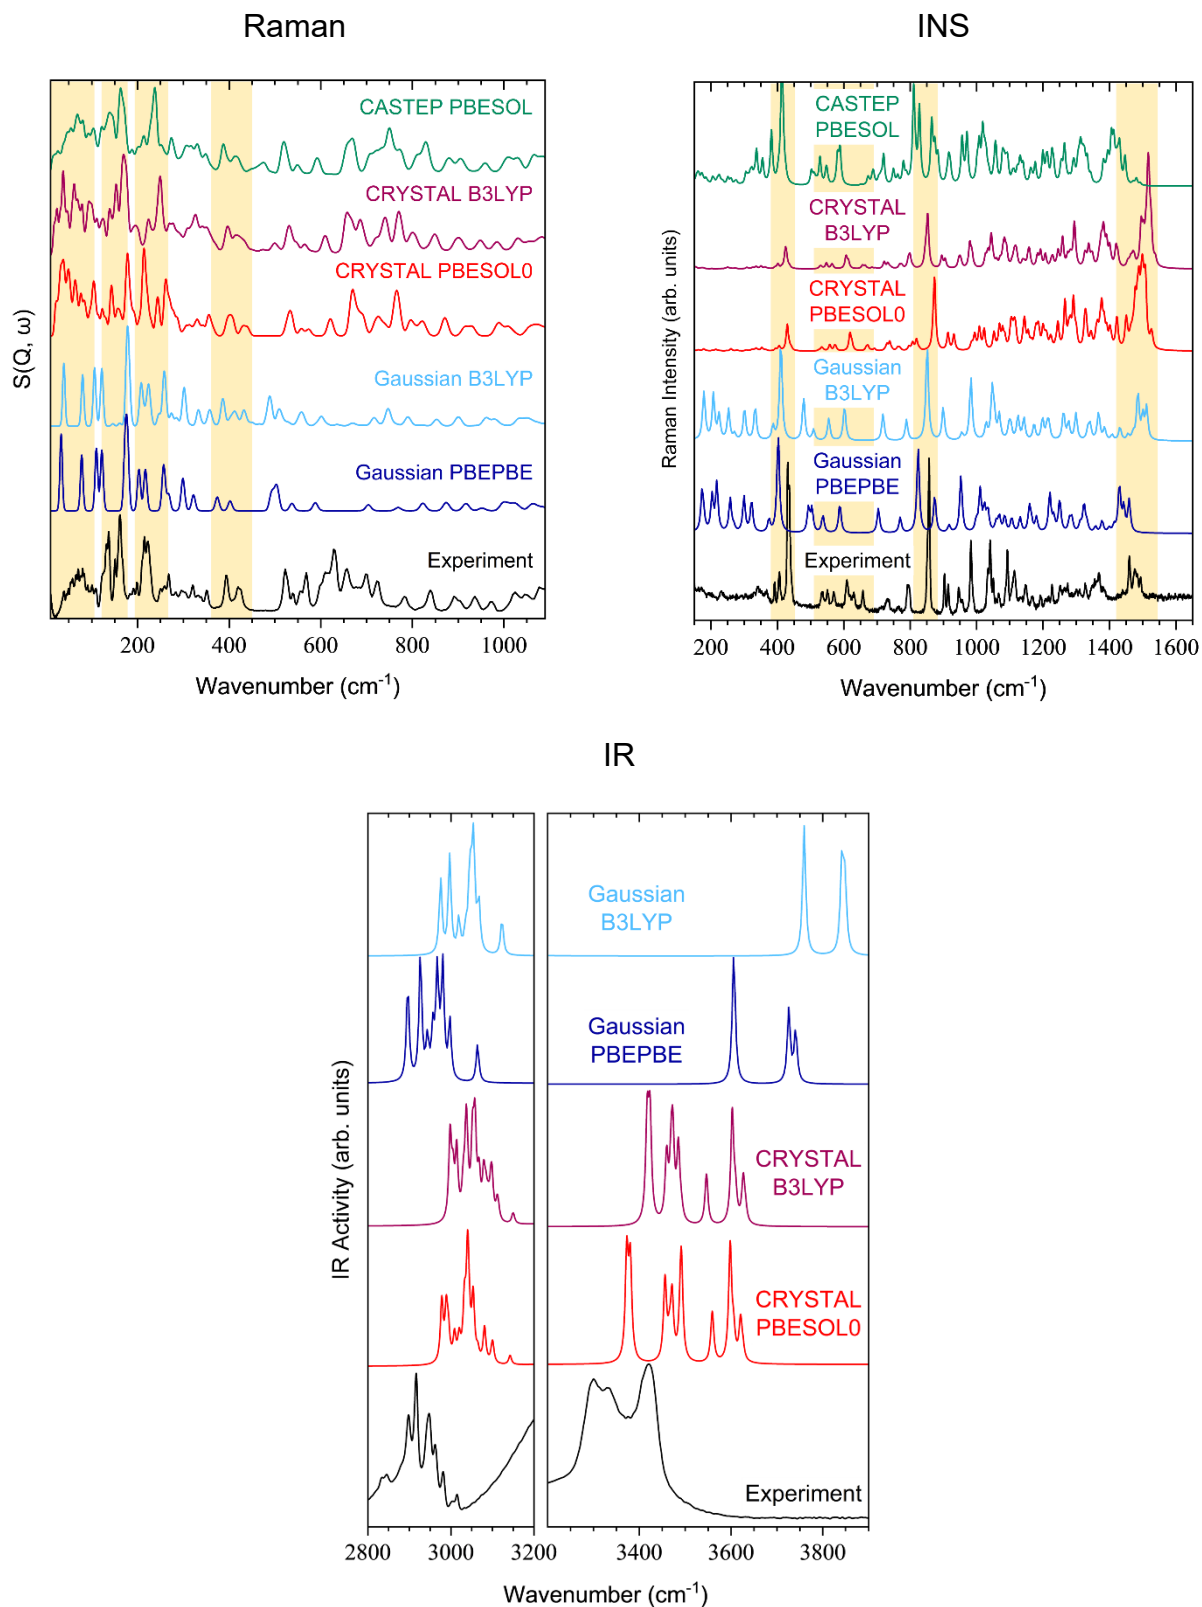 Raman
INS
CASTEP PBESOL
CRYSTAL B3LYP
CRYSTAL PBESOL0
Gaussian B3LYP
Gaussian PBEPBE
Experiment
S(Q, ω)
200 400 600 800 1000
Wavenumber (cm-1)
CASTEP
PBESOL
CRYSTAL
B3LYP
CRYSTAL
PBESOL0
Gaussian
B3LYP
Gaussian
PBEPBE
Experiment
Raman Intensity (arb. units)
200 400 600 800 1000 1200 1400 1600
Wavenumber (cm-1)
IR
Gaussian
B3LYP
Gaussian
PBEPBE
CRYSTAL
B3LYP
CRYSTAL
PBESOL0
Experiment
IR Activity (arb. units)
2800 3000 3200 3400 3600 3800
Wavenumber (cm-1)